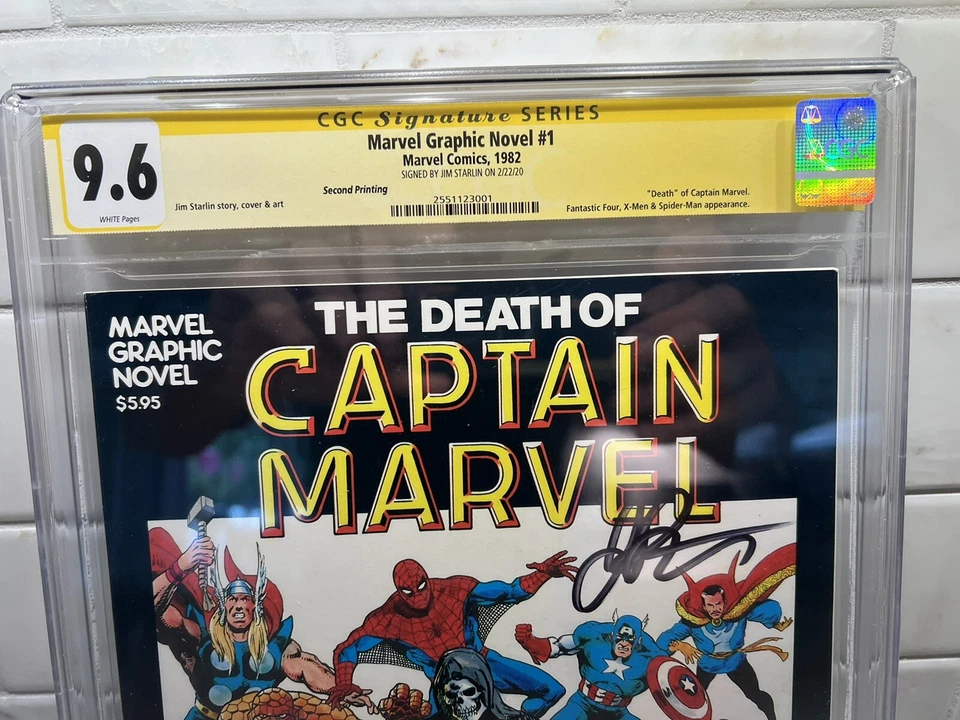 CGC Signature SERIES
Marvel Graphic Novel #1
Marvel Comics, 1982
SIGNED BY JIM STARLIN ON 2/22/20
9.6
WHITE Pages
Second Printing
Jim Starlin story, cover & art
2551123001
"Death" of Captain Marvel.
Fantastic Four, X-Men & Spider-Man appearance.
CGC
MARVEL
GRAPHIC
NOVEL
$5.95
THE DEATH OF
CAPTAIN
MARVEL
A